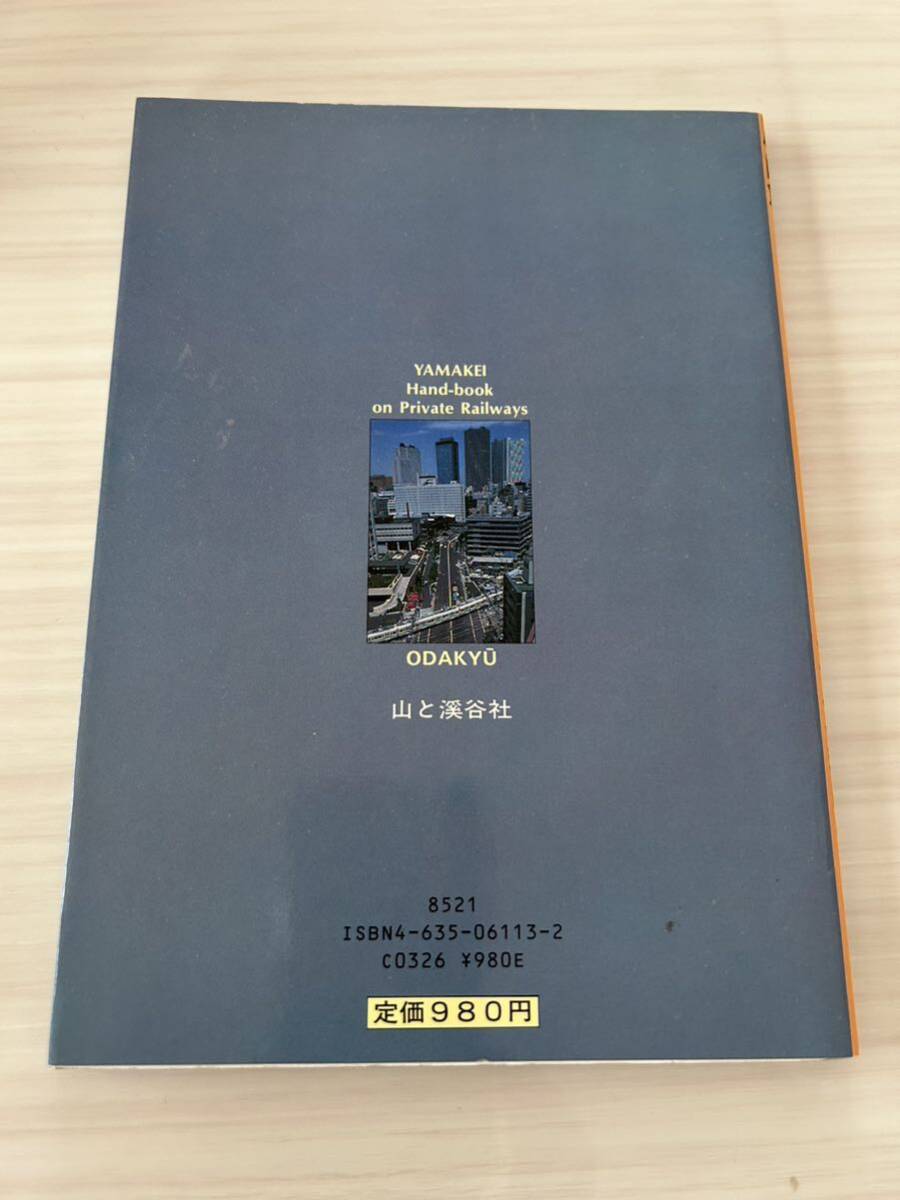 YAMAKEI
Hand-book
on Private Railways
ODAKYŪ
山と溪谷社
8521
ISBN4-635-06113-2
C0326 ¥980E
定価980円